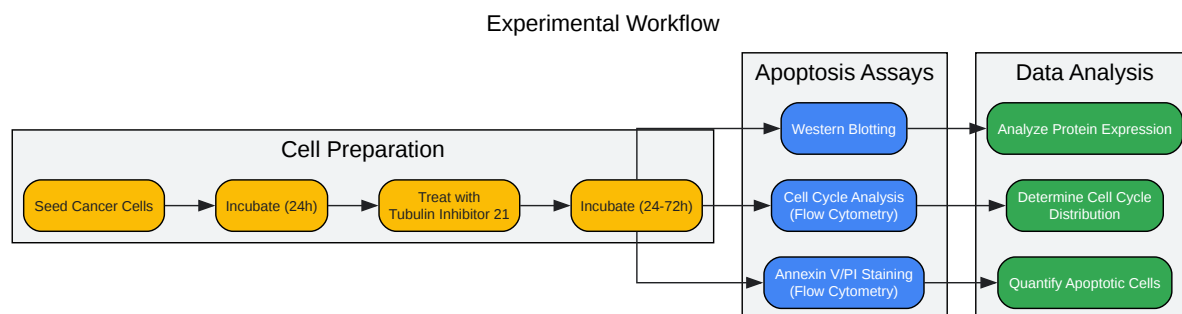 Experimental Workflow
Cell Preparation
Seed Cancer Cells
Incubate (24h)
Treat with
Tubulin Inhibitor 21
Incubate (24-72h)
Apoptosis Assays
Western Blotting
Cell Cycle Analysis
(Flow Cytometry)
Annexin V/PI Staining
(Flow Cytometry)
Data Analysis
Analyze Protein Expression
Determine Cell Cycle
Distribution
Quantify Apoptotic Cells